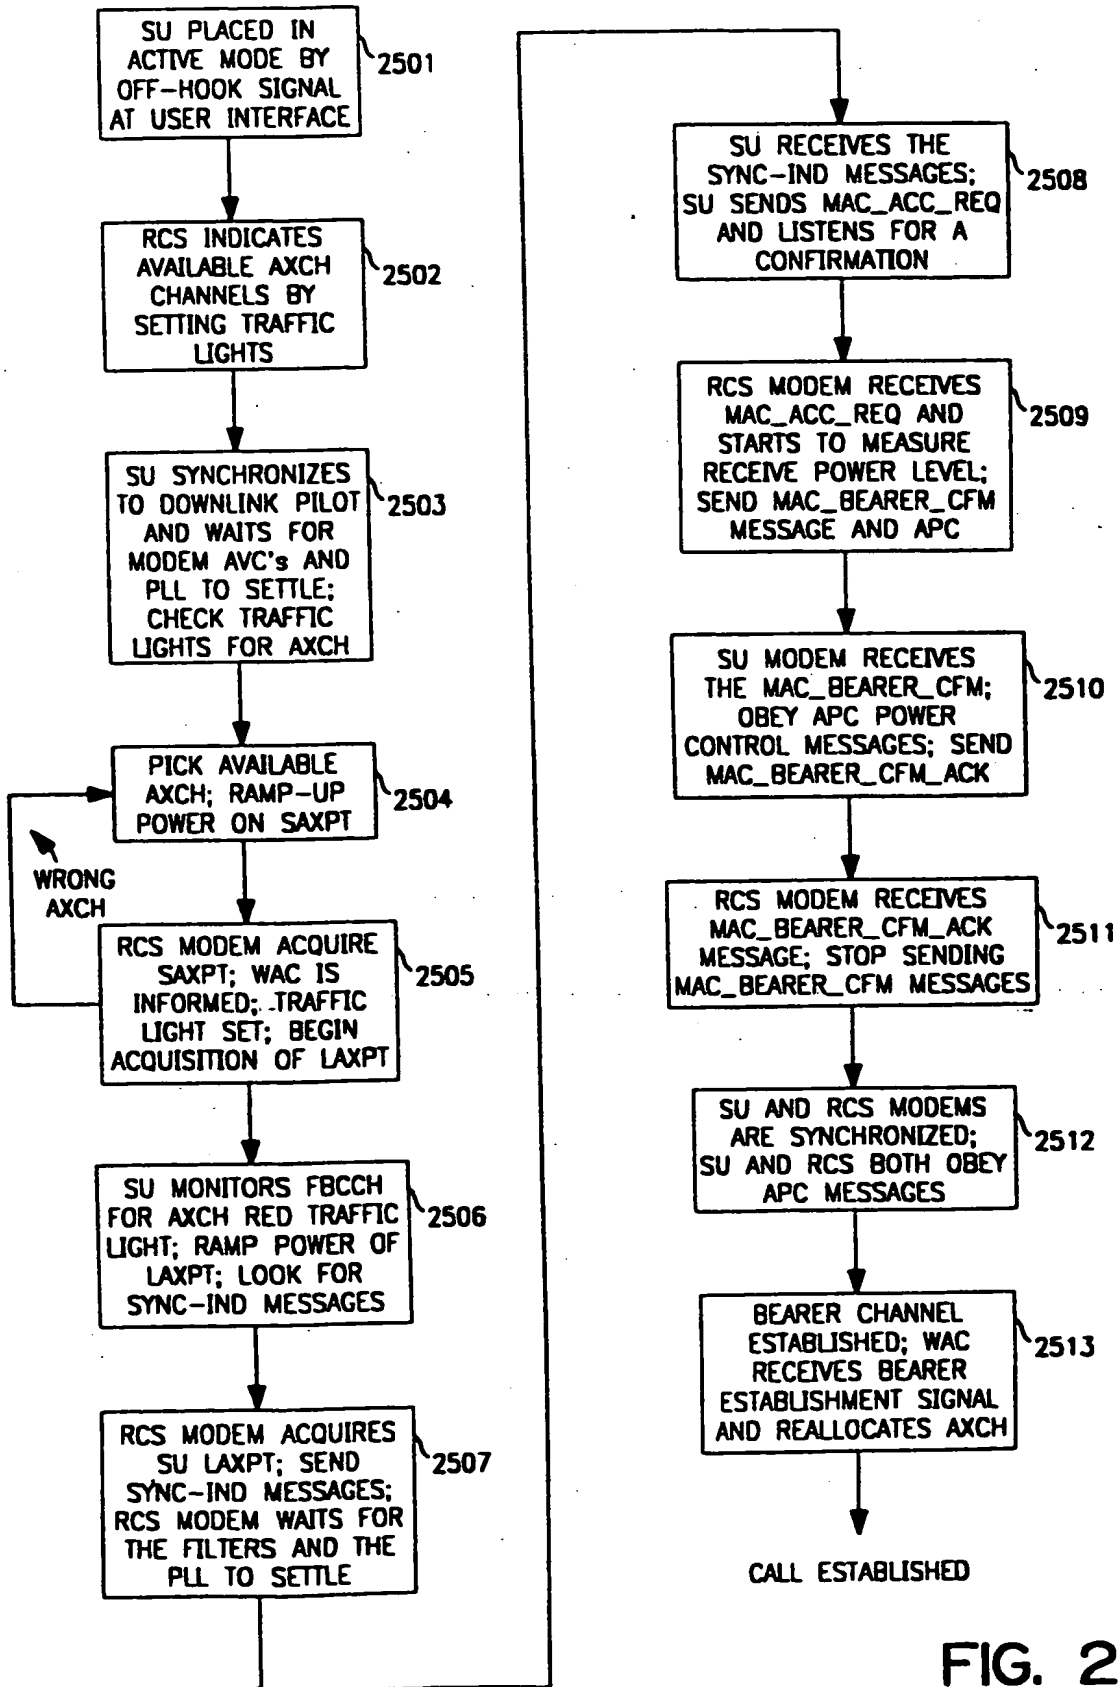 SU PLACED IN
ACTIVE MODE BY
OFF-HOOK SIGNAL
AT USER INTERFACE
2501
RCS INDICATES
AVAILABLE AXCH
CHANNELS BY
SETTING TRAFFIC
LIGHTS
2502
SU SYNCHRONIZES
TO DOWNLINK PILOT
AND WAITS FOR
MODEM AVC's AND
PLL TO SETTLE;
CHECK TRAFFIC
LIGHTS FOR AXCH
2503
PICK AVAILABLE
AXCH; RAMP-UP
POWER ON SAXPT
2504
WRONG
AXCH
RCS MODEM ACQUIRE
SAXPT; WAC IS
INFORMED; TRAFFIC
LIGHT SET; BEGIN
ACQUISITION OF LAXPT
2505
SU MONITORS FBCCH
FOR AXCH RED TRAFFIC
LIGHT; RAMP POWER OF
LAXPT; LOOK FOR
SYNC-IND MESSAGES
2506
RCS MODEM ACQUIRES
SU LAXPT; SEND
SYNC-IND MESSAGES;
RCS MODEM WAITS FOR
THE FILTERS AND THE
PLL TO SETTLE
2507
SU RECEIVES THE
SYNC-IND MESSAGES;
SU SENDS MAC_ACC_REQ
AND LISTENS FOR A
CONFIRMATION
2508
RCS MODEM RECEIVES
MAC_ACC_REQ AND
STARTS TO MEASURE
RECEIVE POWER LEVEL;
SEND MAC_BEARER_CFM
MESSAGE AND APC
2509
SU MODEM RECEIVES
THE MAC_BEARER_CFM;
OBEY APC POWER
CONTROL MESSAGES; SEND
MAC_BEARER_CFM_ACK
2510
RCS MODEM RECEIVES
MAC_BEARER_CFM_ACK
MESSAGE; STOP SENDING
MAC_BEARER_CFM MESSAGES
2511
SU AND RCS MODEMS
ARE SYNCHRONIZED;
SU AND RCS BOTH OBEY
APC MESSAGES
2512
BEARER CHANNEL
ESTABLISHED; WAC
RECEIVES BEARER
ESTABLISHMENT SIGNAL
AND REALLOCATES AXCH
2513
CALL ESTABLISHED
FIG. 2